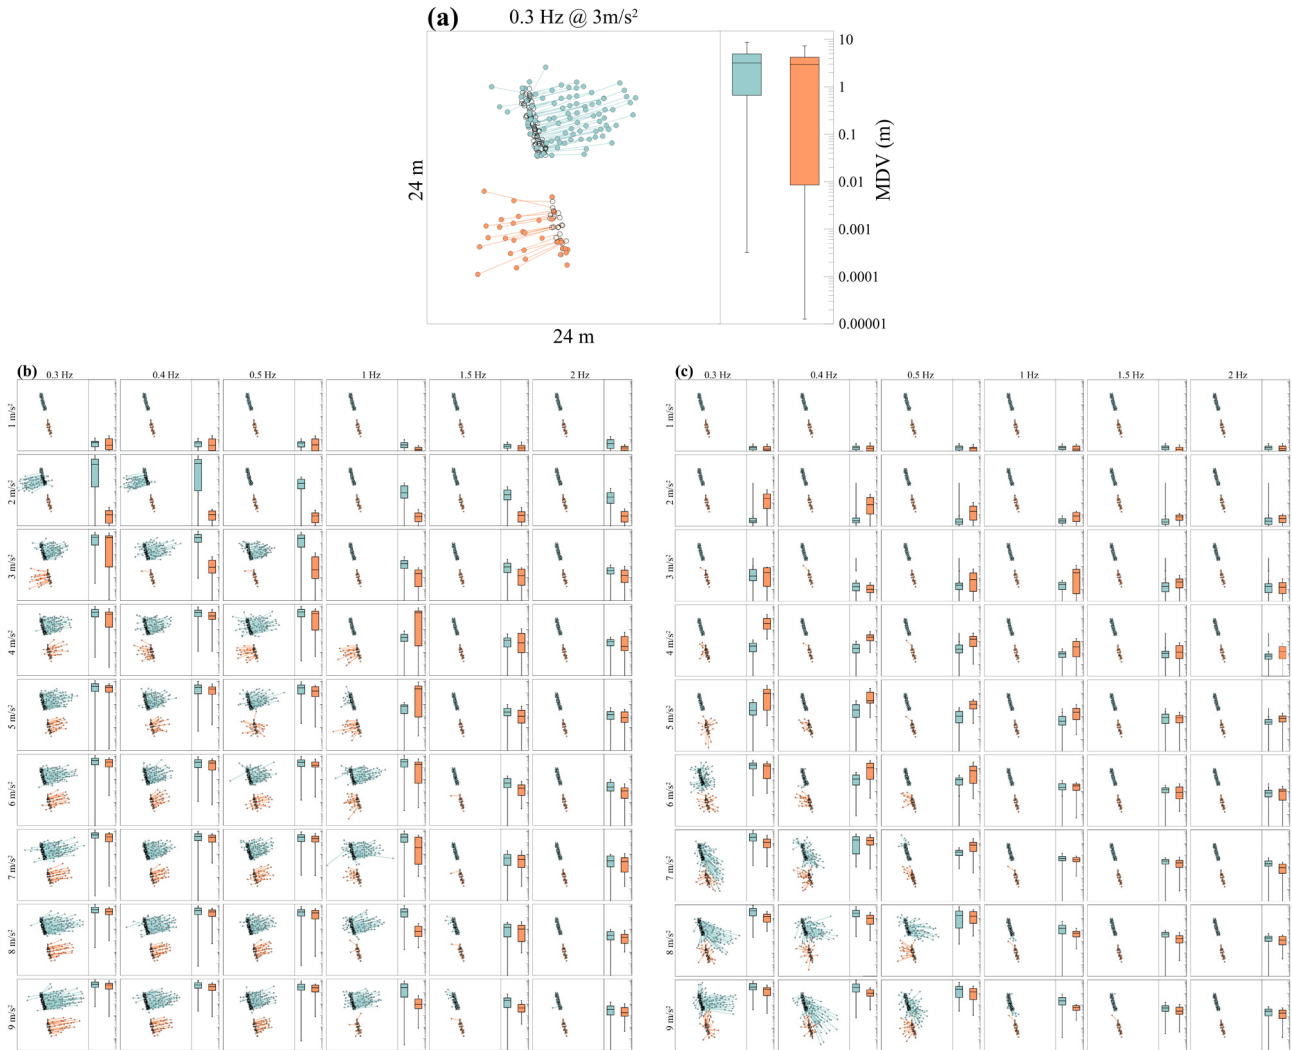 (a) 0.3 Hz @ 3m/s²
10
1
0.1
0.01
0.001
0.0001
0.00001
MDV (m)
24 m
24 m
(b) 0.3 Hz 0.4 Hz 0.5 Hz 1 Hz 1.5 Hz 2 Hz
1 m/s²
2 m/s²
3 m/s²
4 m/s²
5 m/s²
6 m/s²
7 m/s²
8 m/s²
9 m/s²
(c) 0.3 Hz 0.4 Hz 0.5 Hz 1 Hz 1.5 Hz 2 Hz
1 m/s²
2 m/s²
3 m/s²
4 m/s²
5 m/s²
6 m/s²
7 m/s²
8 m/s²
9 m/s²